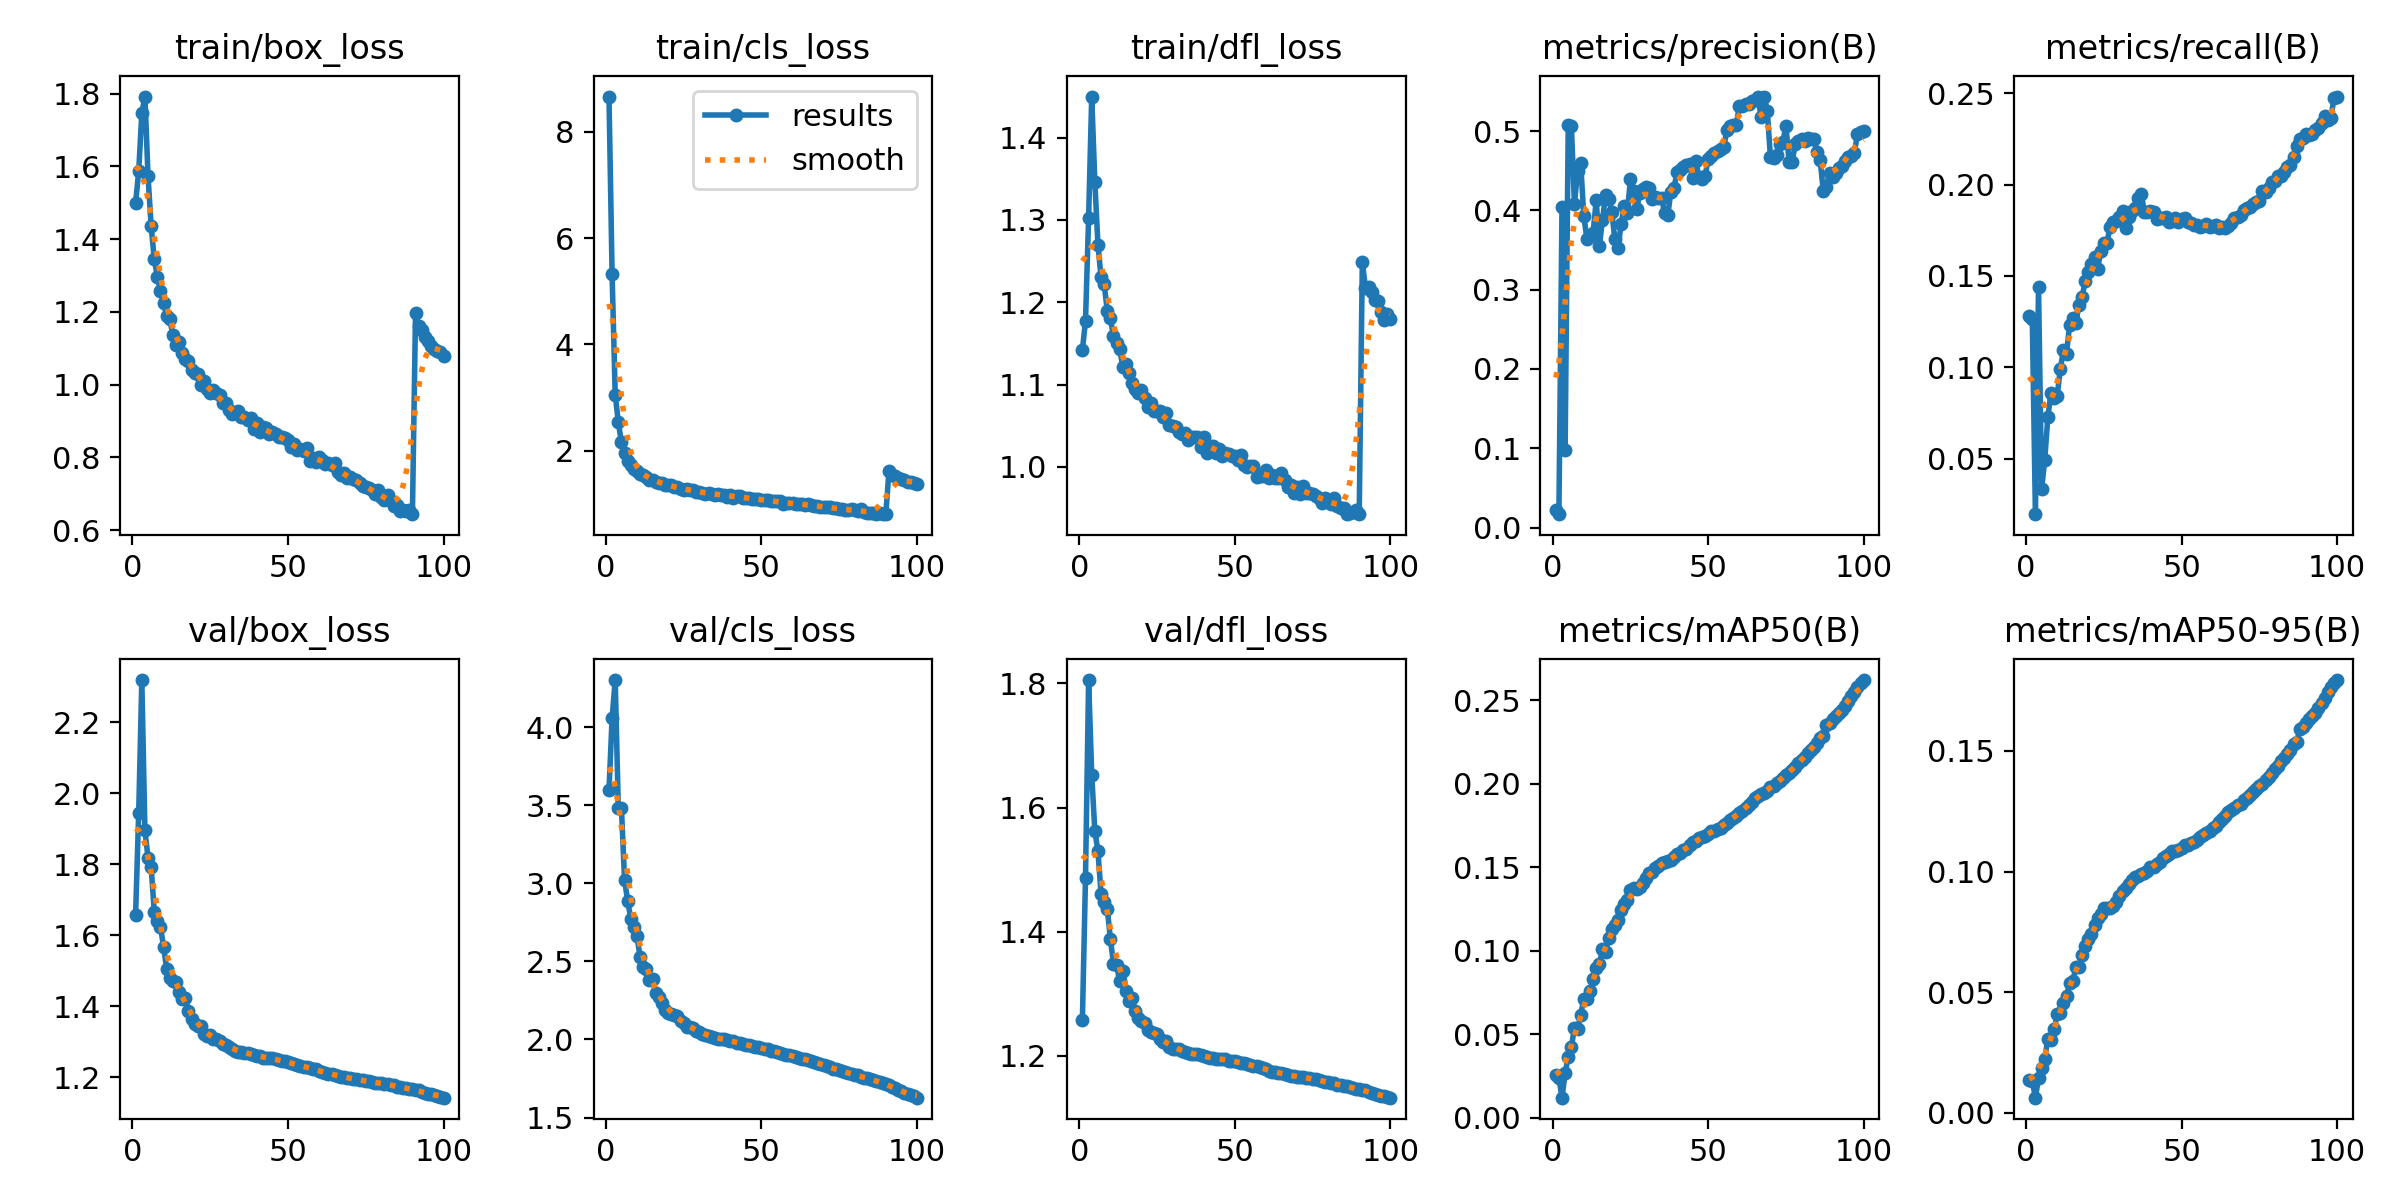 train/box_loss
1.8
1.6
1.4
1.2
1.0
0.8
0.6
0 50 100
train/cls_loss
results
smooth
8
6
4
2
0 50 100
train/dfl_loss
1.4
1.3
1.2
1.1
1.0
0 50 100
metrics/precision(B)
0.5
0.4
0.3
0.2
0.1
0.0
0 50 100
metrics/recall(B)
0.25
0.20
0.15
0.10
0.05
0 50 100
val/box_loss
2.2
2.0
1.8
1.6
1.4
1.2
0 50 100
val/cls_loss
4.0
3.5
3.0
2.5
2.0
1.5
0 50 100
val/dfl_loss
1.8
1.6
1.4
1.2
0 50 100
metrics/mAP50(B)
0.25
0.20
0.15
0.10
0.05
0.00
0 50 100
metrics/mAP50-95(B)
0.15
0.10
0.05
0.00
0 50 100